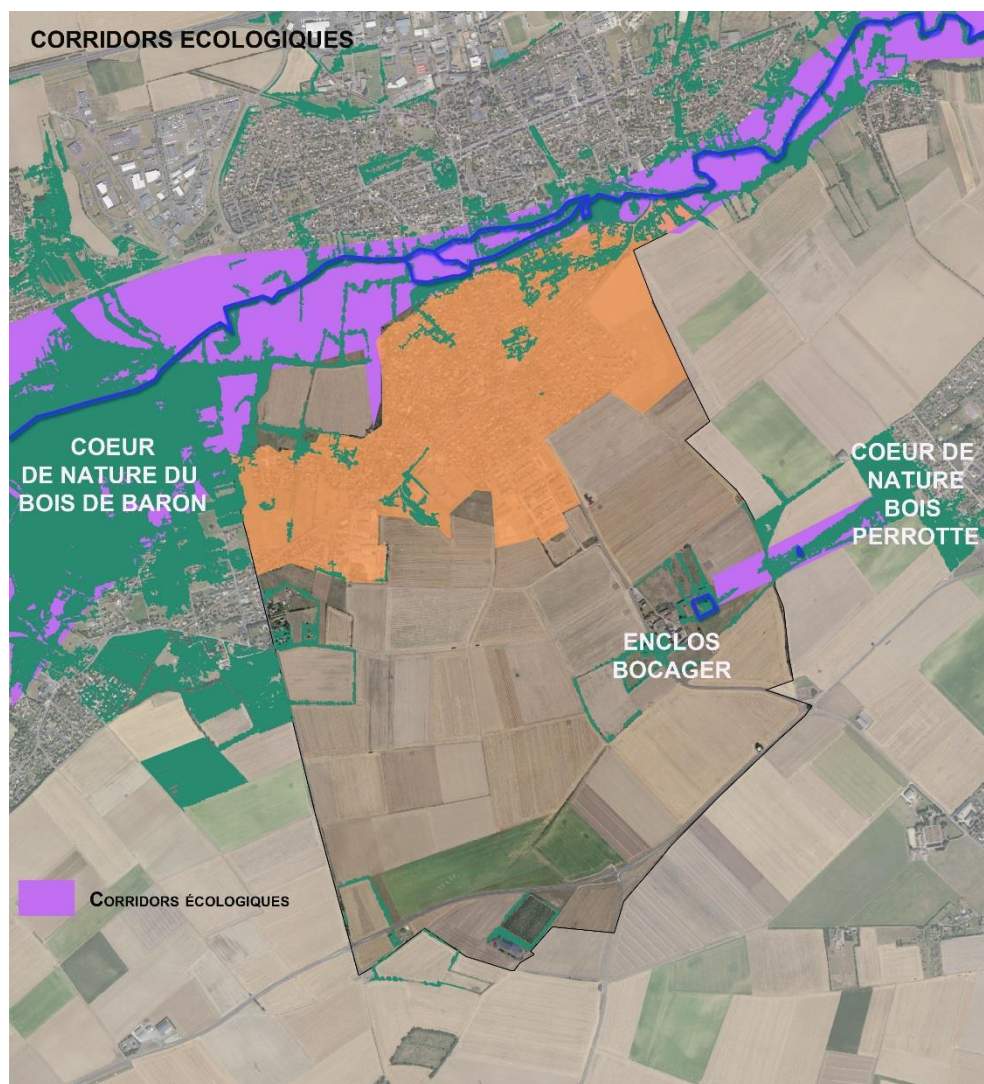 CORRIDORS ECOLOGIQUES
COEUR
DE NATURE DU
BOIS DE BARON
COEUR DE
NATURE
BOIS
PERROTTE
ENCLOS
BOCAGER
CORRIDORS ÉCOLOGIQUES